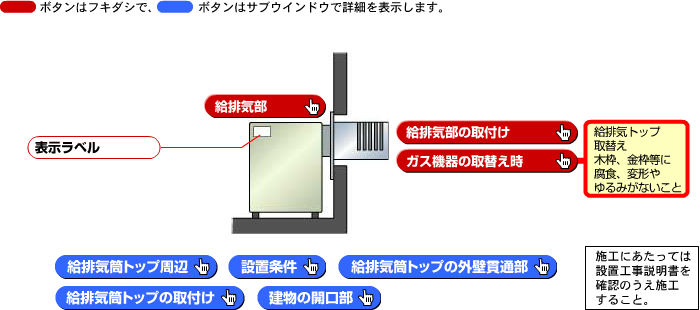 ボタンはフキダシで、 ボタンはサブウインドウで詳細を表示します。
給排気部
表示ラベル
給排気部の取付け
ガス機器の取替え時
給排気トップ
取替え
木枠、金枠等に
腐食、変形や
ゆるみがないこと
給排気筒トップ周辺
設置条件
給排気筒トップの外壁貫通部
給排気筒トップの取付け
建物の開口部
施工にあたっては
設置工事説明書を
確認のうえ施工
すること。